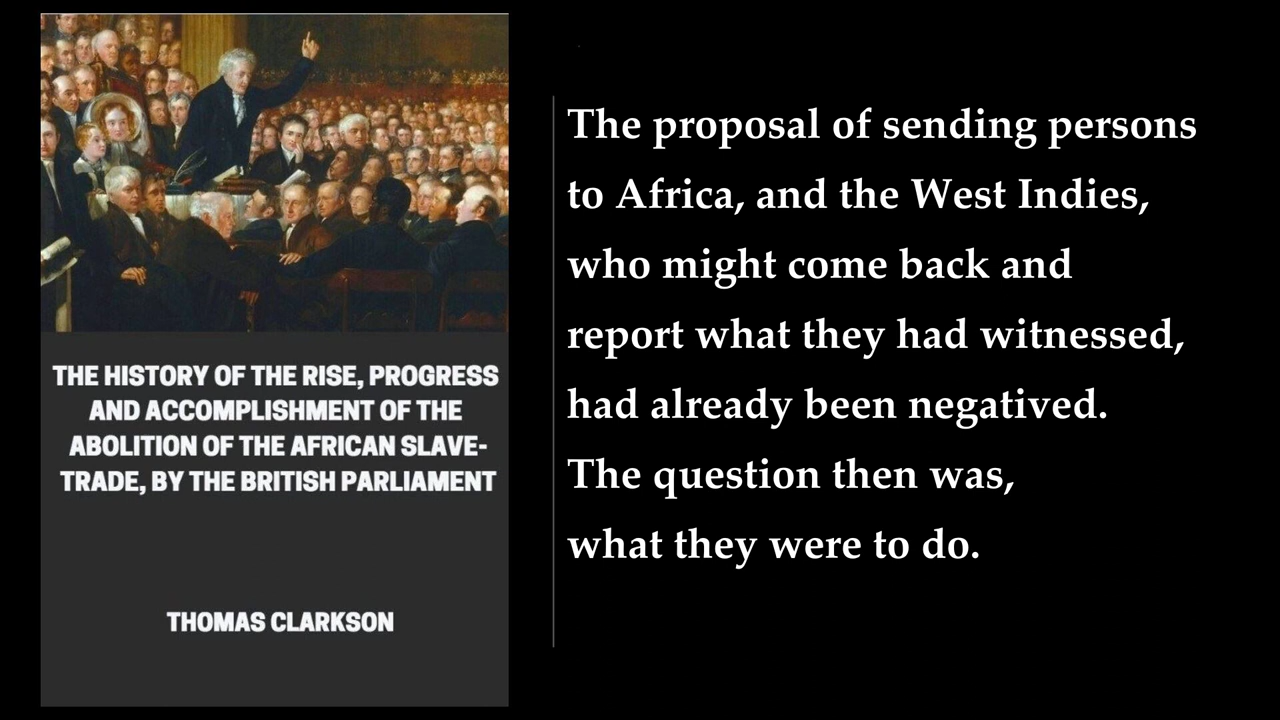 THE HISTORY OF THE RISE, PROGRESS
AND ACCOMPLISHMENT OF THE
ABOLITION OF THE AFRICAN SLAVE-
TRADE, BY THE BRITISH PARLIAMENT
THOMAS CLARKSON
The proposal of sending persons
to Africa, and the West Indies,
who might come back and
report what they had witnessed,
had already been negatived.
The question then was,
what they were to do.